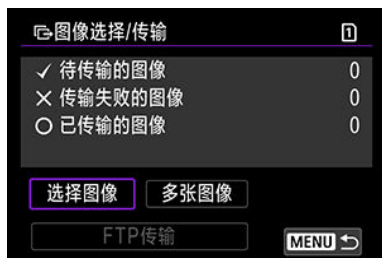 图像选择/传输 1
待传输的图像 0
传输失败的图像 0
已传输的图像 0
选择图像 多张图像
FTP传输 MENU